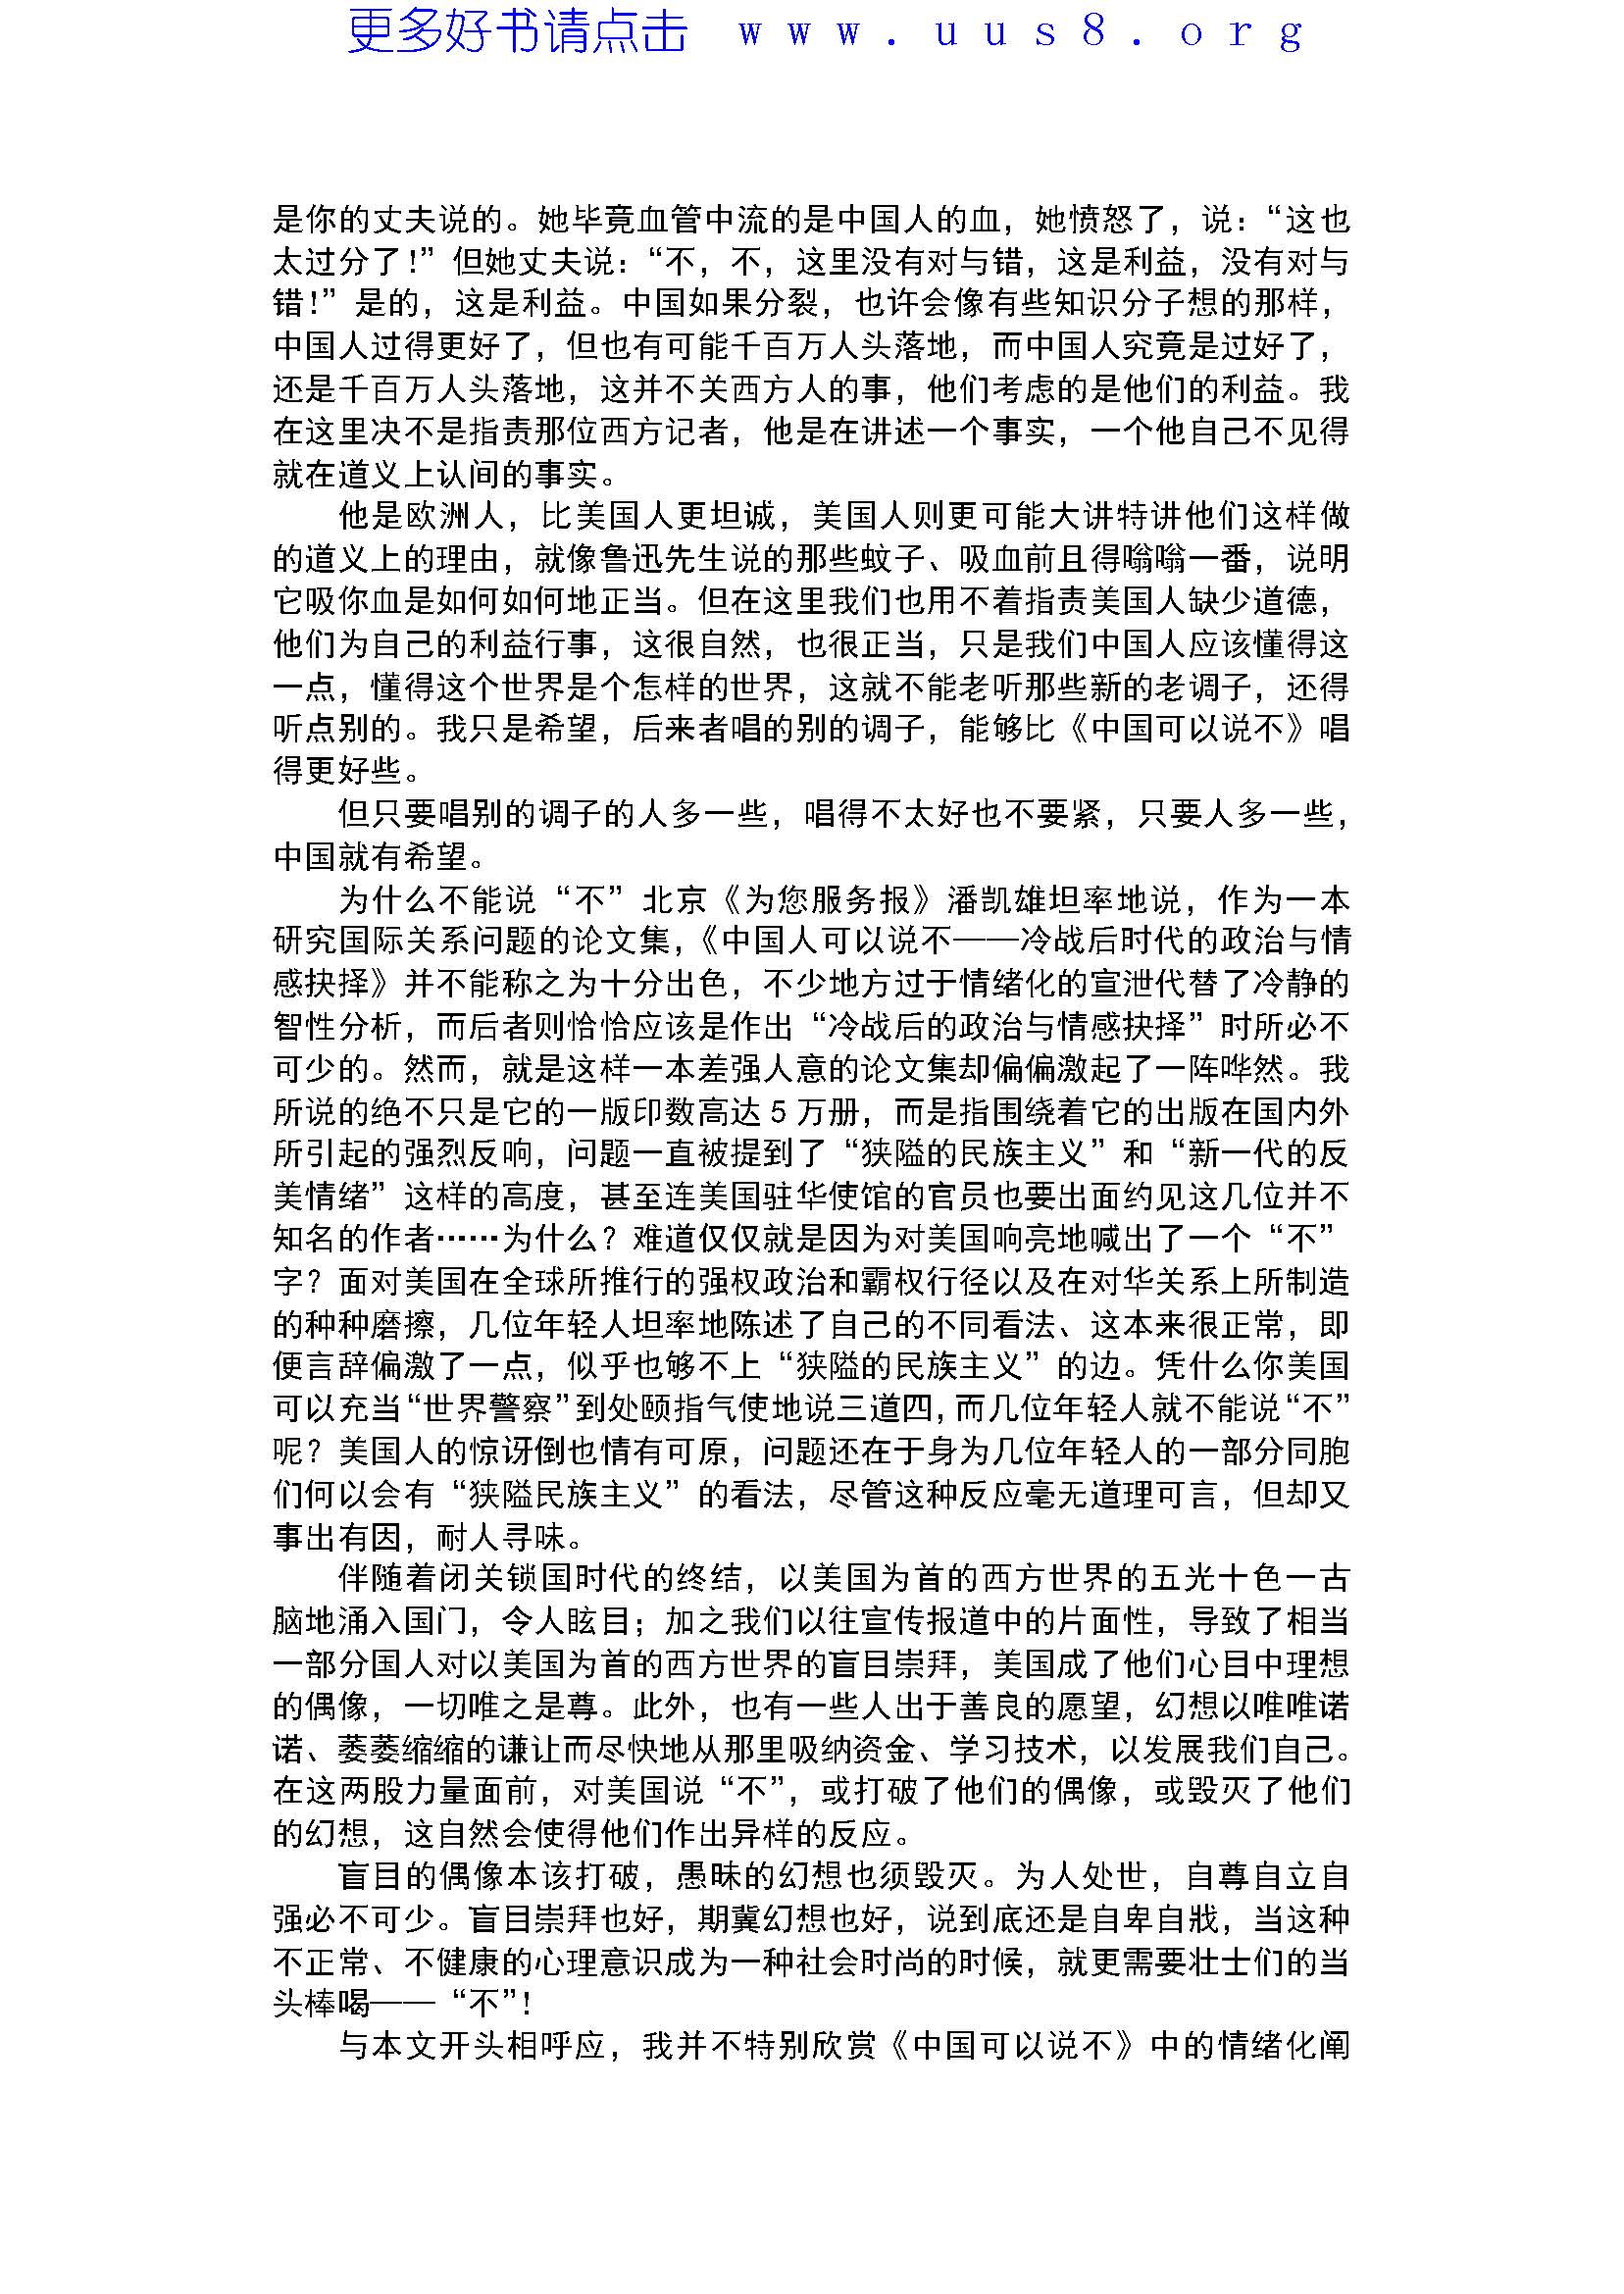 更多好书请点击 www.uus8.org
是你的丈夫说的。她毕竟血管中流的是中国人的血，她愤怒了，说：“这也
太过分了!”但她丈夫说：“不，不，这里没有对与错，这是利益，没有对与
错!”是的，这是利益。中国如果分裂，也许会像有些知识分子想的那样，
中国人过得更好了，但也有可能千百万人头落地，而中国人究竟是过好了，
还是千百万人头落地，这并不关西方人的事，他们考虑的是他们的利益。我
在这里决不是指责那位西方记者，他是在讲述一个事实，一个他自己不见得
就在道义上认间的事实。
他是欧洲人，比美国人更坦诚，美国人则更可能大讲特讲他们这样做
的道义上的理由，就像鲁迅先生说的那些蚊子、吸血前且得嗡嗡一番，说明
它吸你血是如何如何地正当。但在这里我们也用不着指责美国人缺少道德，
他们为自己的利益行事，这很自然，也很正当，只是我们中国人应该懂得这
一点，懂得这个世界是个怎样的世界，这就不能老听那些新的老调子，还得
听点别的。我只是希望，后来者唱的别的调子，能够比《中国可以说不》唱
得更好些。
但只要唱别的调子的人多一些，唱得不太好也不要紧，只要人多一些，
中国就有希望。
为什么不能说“不”北京《为您服务报》潘凯雄坦率地说，作为一本
研究国际关系问题的论文集，《中国人可以说不——冷战后时代的政治与情
感抉择》并不能称之为十分出色，不少地方过于情绪化的宣泄代替了冷静的
智性分析，而后者则恰恰应该是作出“冷战后的政治与情感抉择”时所必不
可少的。然而，就是这样一本差强人意的论文集却偏偏激起了一阵哗然。我
所说的绝不只是它的一版印数高达 5 万册，而是指围绕着它的出版在国内外
所引起的强烈反响，问题一直被提到了“狭隘的民族主义”和“新一代的反
美情绪”这样的高度，甚至连美国驻华使馆的官员也要出面约见这几位并不
知名的作者……为什么？难道仅仅就是因为对美国响亮地喊出了一个“不”
字？面对美国在全球所推行的强权政治和霸权行径以及在对华关系上所制造
的种种磨擦，几位年轻人坦率地陈述了自己的不同看法、这本来很正常，即
便言辞偏激了一点，似乎也够不上“狭隘的民族主义”的边。凭什么你美国
可以充当“世界警察”到处颐指气使地说三道四，而几位年轻人就不能说“不”
呢？美国人的惊讶倒也情有可原，问题还在于身为几位年轻人的一部分同胞
们何以会有“狭隘民族主义”的看法，尽管这种反应毫无道理可言，但却又
事出有因，耐人寻味。
伴随着闭关锁国时代的终结，以美国为首的西方世界的五光十色一古
脑地涌入国门，令人眩目；加之我们以往宣传报道中的片面性，导致了相当
一部分国人对以美国为首的西方世界的盲目崇拜，美国成了他们心目中理想
的偶像，一切唯之是尊。此外，也有一些人出于善良的愿望，幻想以唯唯诺
诺、萎萎缩缩的谦让而尽快地从那里吸纳资金、学习技术，以发展我们自己。
在这两股力量面前，对美国说“不”，或打破了他们的偶像，或毁灭了他们
的幻想，这自然会使得他们作出异样的反应。
盲目的偶像本该打破，愚昧的幻想也须毁灭。为人处世，自尊自立自
强必不可少。盲目崇拜也好，期冀幻想也好，说到底还是自卑自戕，当这种
不正常、不健康的心理意识成为一种社会时尚的时候，就更需要壮士们的当
头棒喝——“不”!
与本文开头相呼应，我并不特别欣赏《中国可以说不》中的情绪化阐